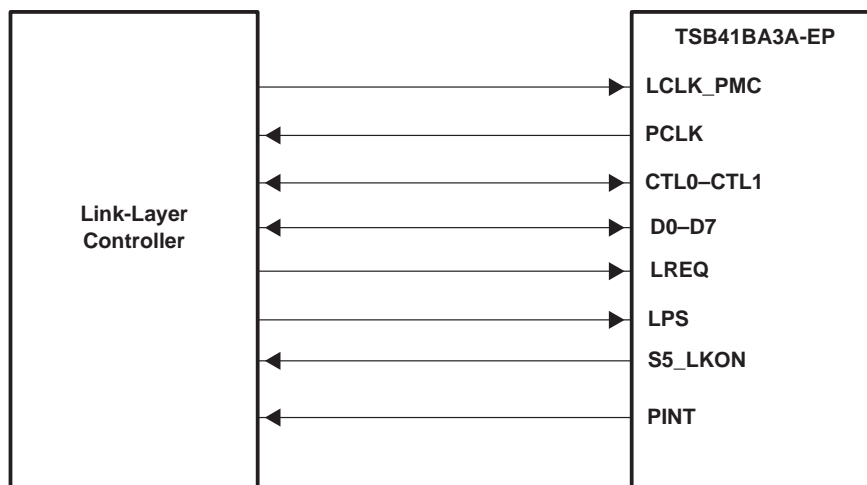 TSB41BA3A-EP
LCLK_PMC
PCLK
CTL0–CTL1
Link-Layer
Controller
D0–D7
LREQ
LPS
S5_LKON
PINT